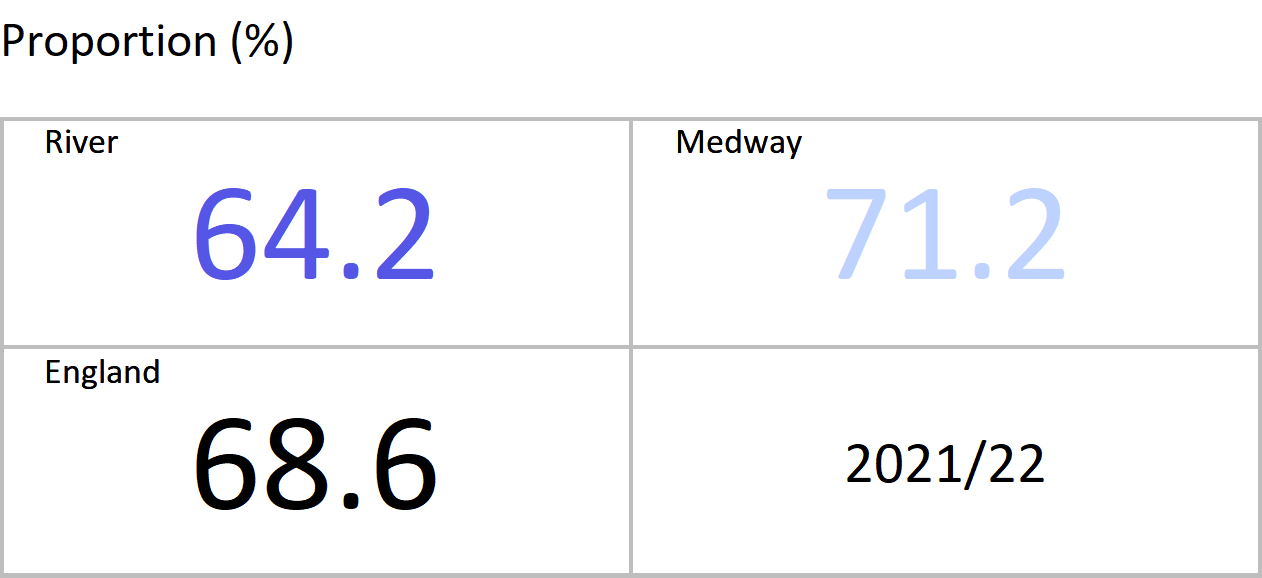 Proportion (%)
River
64.2
Medway
71.2
England
68.6
2021/22